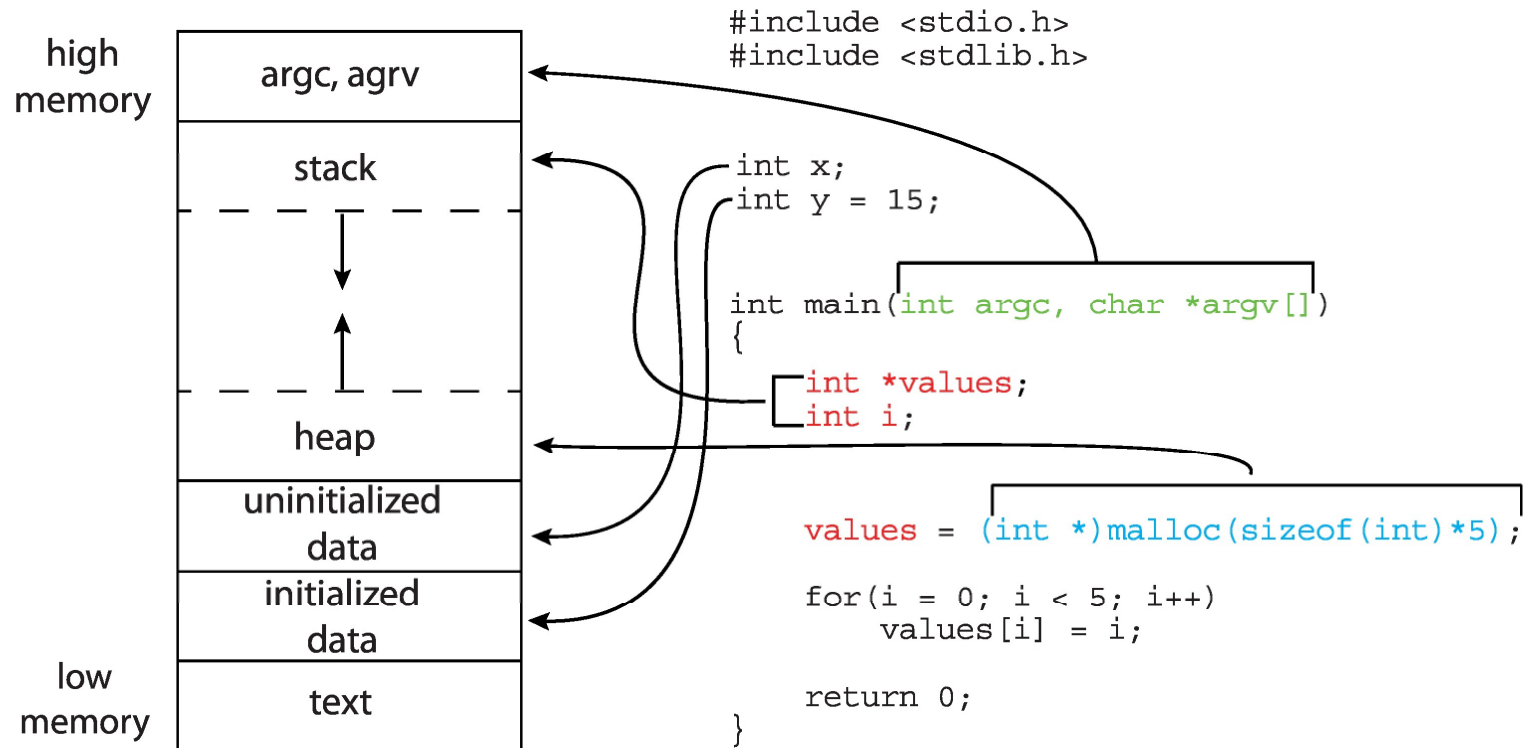 high
memory
argc, agrv
stack
heap
uninitialized
data
initialized
data
low
memory
text
#include <stdio.h>
#include <stdlib.h>
int x;
int y = 15;
int main(int argc, char *argv[])
{
int *values;
int i;
values = (int *)malloc(sizeof(int)*5);
for(i = 0; i < 5; i++)
values[i] = i;
return 0;
}